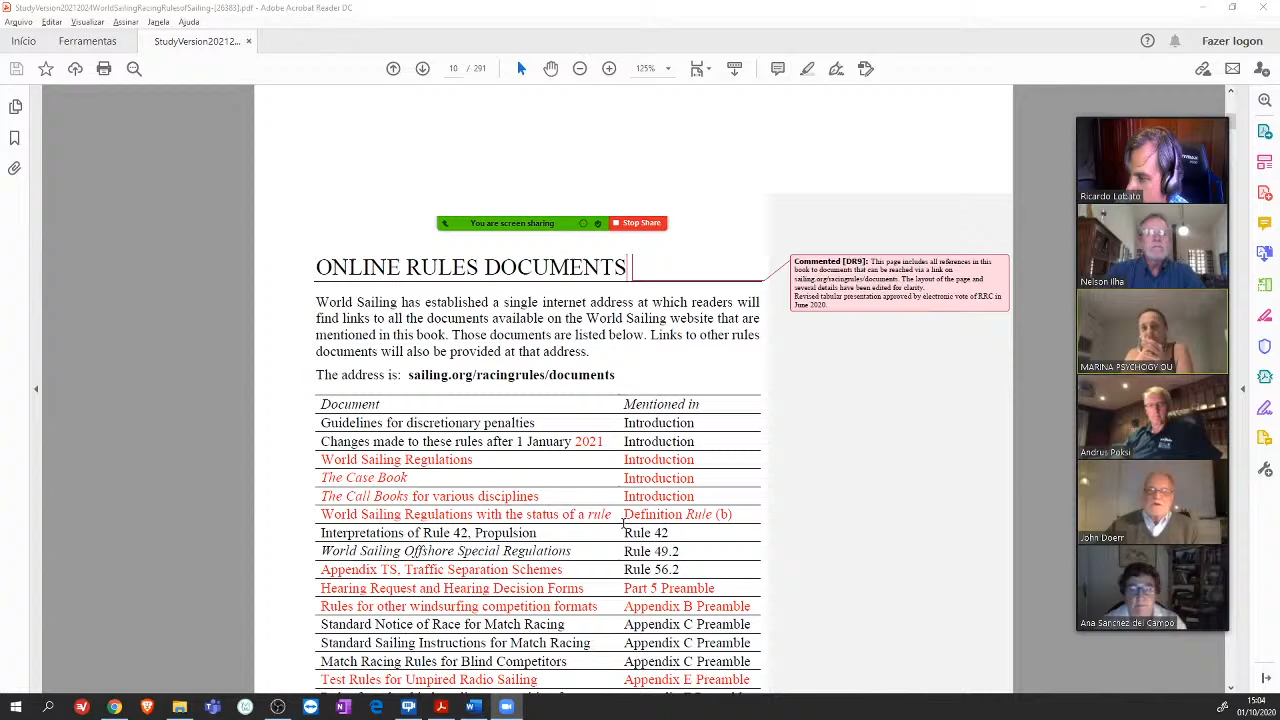 StudyVersion20212024WorldSailingRacingRulesofSailing-[26383].pdf - Adobe Acrobat Reader DC
Arquivo Editar Visualizar Assinar Janela Ajuda
Início Ferramentas StudyVersion20212... × Fazer logon
10 / 291 125%
You are screen sharing Stop Share
ONLINE RULES DOCUMENTS
Commented [DR9]: This page includes all references in this
book to documents that can be reached via a link on
sailing.org/racingrules/documents. The layout of the page and
several details have been edited for clarity.
Revised tabular presentation approved by electronic vote of RRC in
June 2020.
World Sailing has established a single internet address at which readers will
find links to all the documents available on the World Sailing website that are
mentioned in this book. Those documents are listed below. Links to other rules
documents will also be provided at that address.
The address is: sailing.org/racingrules/documents
Document Mentioned in
Guidelines for discretionary penalties Introduction
Changes made to these rules after 1 January 2021 Introduction
World Sailing Regulations Introduction
The Case Book Introduction
The Call Books for various disciplines Introduction
World Sailing Regulations with the status of a rule Definition Rule (b)
Interpretations of Rule 42, Propulsion Rule 42
World Sailing Offshore Special Regulations Rule 49.2
Appendix TS, Traffic Separation Schemes Rule 56.2
Hearing Request and Hearing Decision Forms Part 5 Preamble
Rules for other windsurfing competition formats Appendix B Preamble
Standard Notice of Race for Match Racing Appendix C Preamble
Standard Sailing Instructions for Match Racing Appendix C Preamble
Match Racing Rules for Blind Competitors Appendix C Preamble
Test Rules for Umpired Radio Sailing Appendix E Preamble
Ricardo Lobato
Nelson Ilha
MARINA PSYCHOGYOU
Andrus Poksi
John Doerr
Ana Sanchez del Campo
15:04
01/10/2020